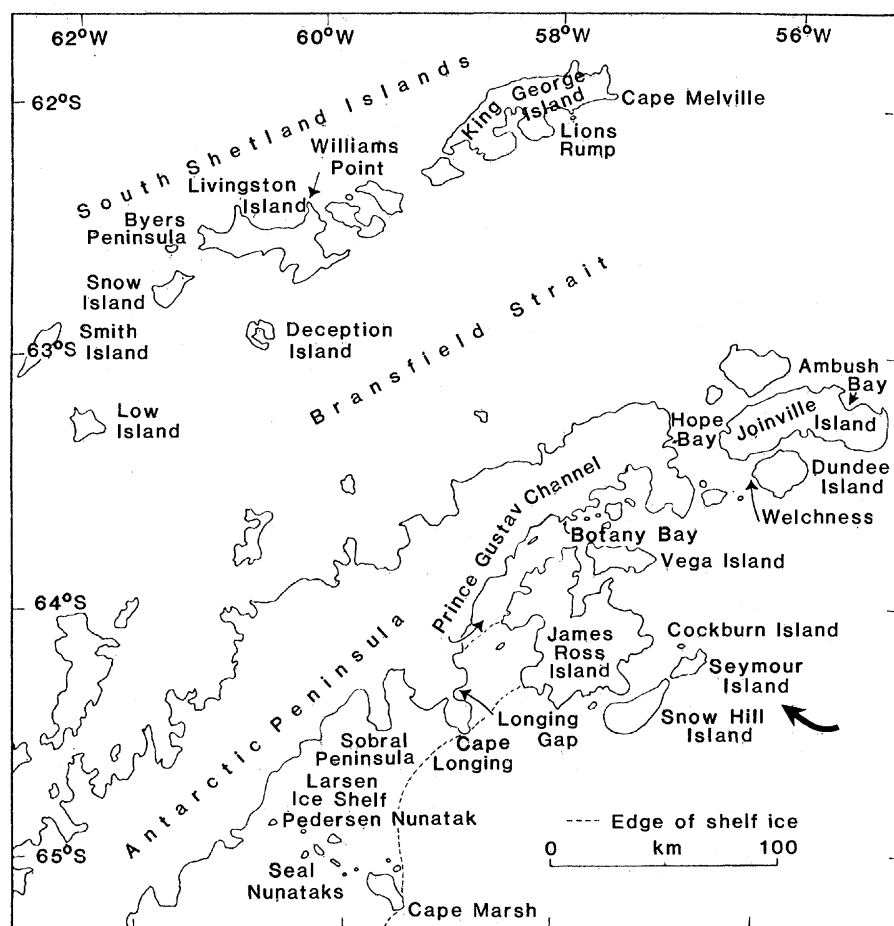 62°W 60°W 58°W 56°W
62°S
South Shetland Islands
King George
Island
Cape Melville
Lions
Rump
Williams
Point
Livingston
Island
Byers
Peninsula
Snow
Island
Smith
Island
63°S
Deception
Island
Bransfield Strait
Low
Island
Ambush
Bay
Hope
Bay
Joinville
Island
Dundee
Island
Welchness
Prince Gustav Channel
Botany Bay
Vega Island
64°S
Antarctic Peninsula
James
Ross
Island
Cockburn Island
Seymour
Island
Snow Hill
Island
Longing
Gap
Cape
Longing
Sobral
Peninsula
Larsen
Ice Shelf
Pedersen Nunatak
Edge of shelf ice
0 km 100
65°S
Seal
Nunataks
Cape Marsh